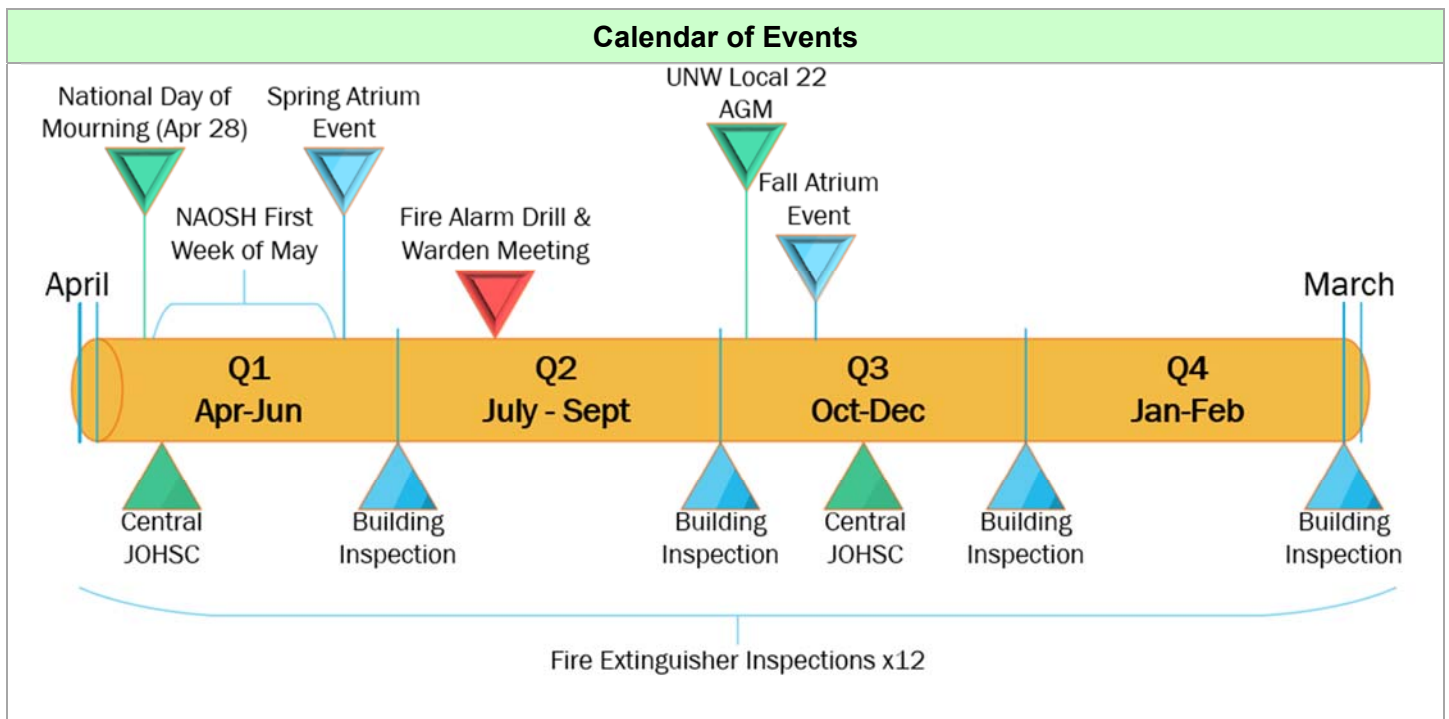 Calendar of Events
UNW Local 22
AGM
National Day of
Mourning (Apr 28)
Spring Atrium
Event
Fall Atrium
Event
NAOSH First
Week of May
Fire Alarm Drill &
Warden Meeting
April
March
Q1
Apr-Jun
Q2
July - Sept
Q3
Oct-Dec
Q4
Jan-Feb
Central
JOHSC
Building
Inspection
Building
Inspection
Central
JOHSC
Building
Inspection
Building
Inspection
Fire Extinguisher Inspections x12